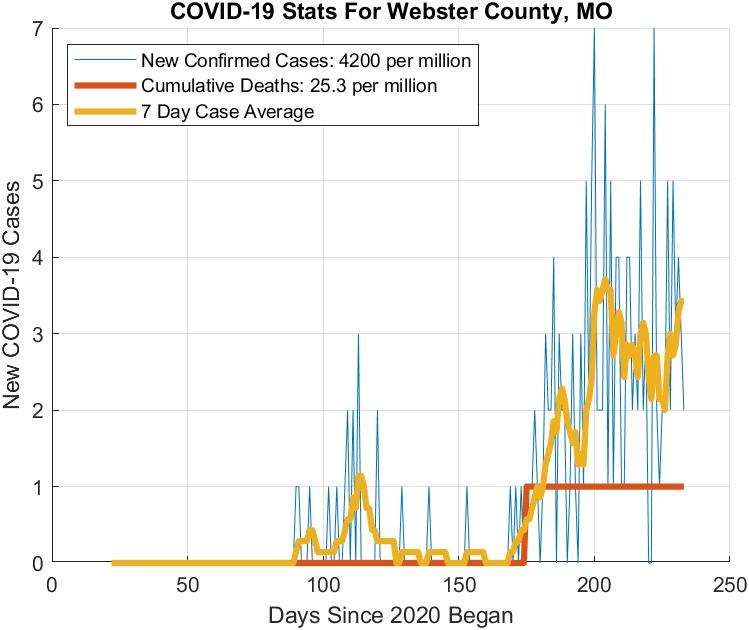 COVID-19 Stats For Webster County, MO
New Confirmed Cases: 4200 per million
Cumulative Deaths: 25.3 per million
7 Day Case Average
New COVID-19 Cases
7
6
5
4
3
2
1
0
0 50 100 150 200 250
Days Since 2020 Began